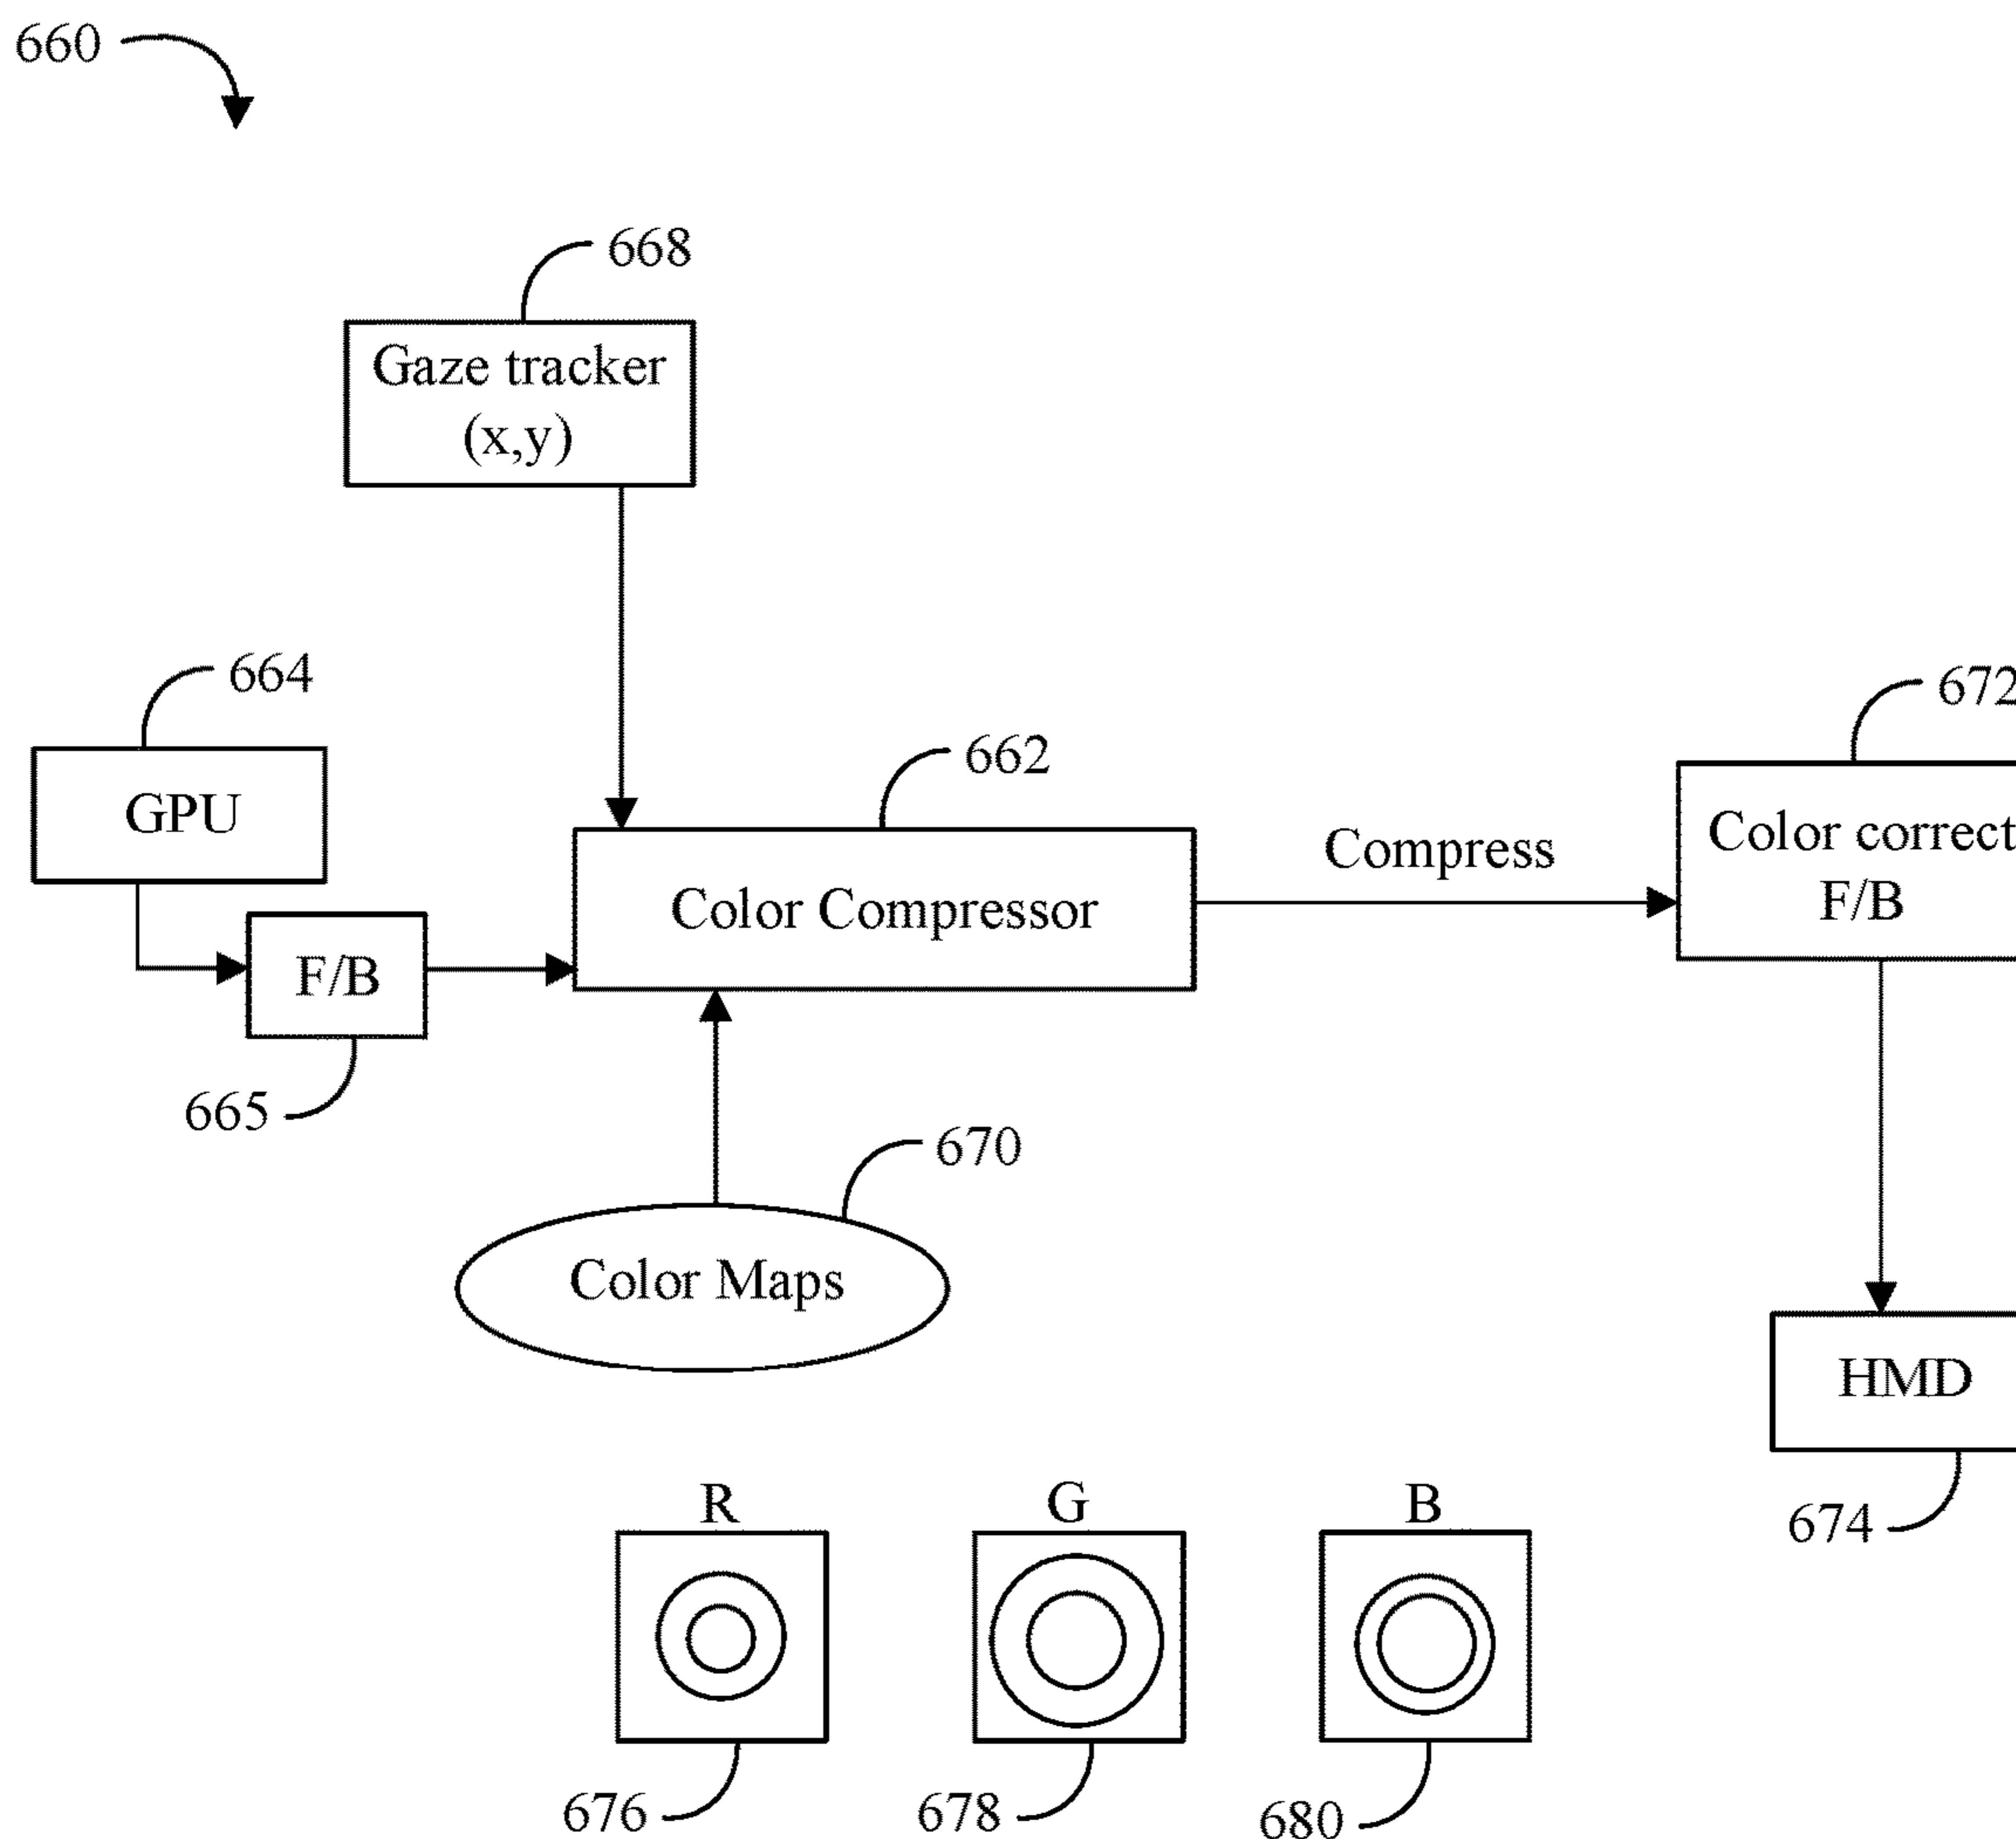 660
668
Gaze tracker
(x,y)
664
GPU
662
672
Color Compressor
Compress
Color correct
F/B
F/B
665
670
Color Maps
HMD
674
R
G
B
676
678
680